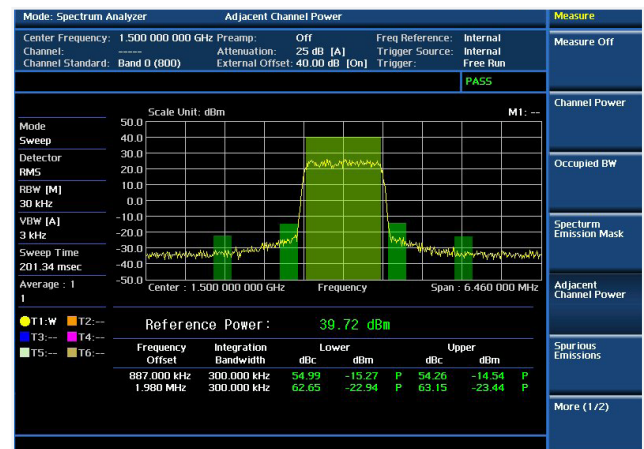 Mode: Spectrum Analyzer Adjacent Channel Power Measure
Center Frequency: 1.500 000 000 GHz Preamp: Off Freq Reference: Internal
Channel: ----- Attenuation: 25 dB [A] Trigger Source: Internal
Channel Standard: Band 0 (800) External Offset: 40.00 dB [On] Trigger: Free Run
PASS
Measure Off
Channel Power
Occupied BW
Specturm
Emission Mask
Adjacent
Channel Power
Spurious
Emissions
More (1/2)
Mode
Sweep
Detector
RMS
RBW [M]
30 kHz
VBW [A]
3 kHz
Sweep Time
201.34 msec
Average : 1
1
T1:W T2:--
T3:-- T4:--
T5:-- T6:--
Scale Unit: dBm M1: --
50.0
40.0
30.0
20.0
10.0
0.0
-10.0
-20.0
-30.0
-40.0
-50.0
Center : 1.500 000 000 GHz Frequency Span : 6.460 000 MHz
Reference Power: 39.72 dBm
Frequency Integration Lower Upper
Offset Bandwidth dBc dBm dBc dBm
887.000 kHz 300.000 kHz 54.99 -15.27 P 54.26 -14.54 P
1.980 MHz 300.000 kHz 62.65 -22.94 P 63.15 -23.44 P